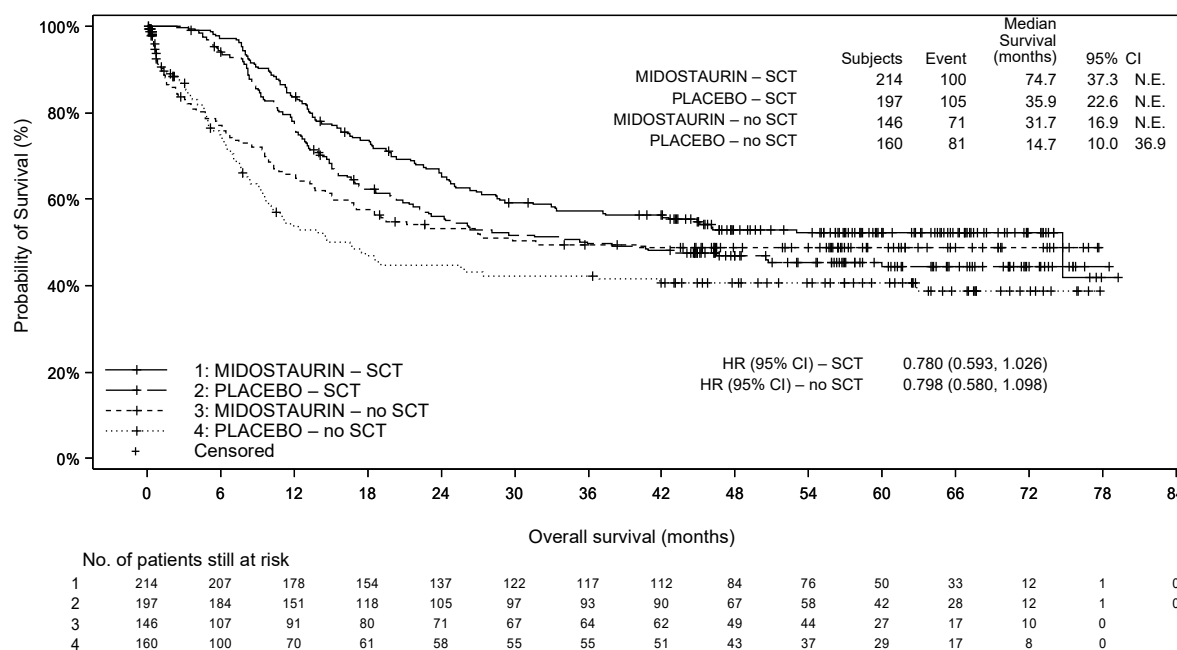 Median
Survival
Subjects Event (months) 95% CI
MIDOSTAURIN – SCT 214 100 74.7 37.3 N.E.
PLACEBO – SCT 197 105 35.9 22.6 N.E.
MIDOSTAURIN – no SCT 146 71 31.7 16.9 N.E.
PLACEBO – no SCT 160 81 14.7 10.0 36.9
Probability of Survival (%)
100%
80%
60%
40%
20%
0%
HR (95% CI) – SCT 0.780 (0.593, 1.026)
HR (95% CI) – no SCT 0.798 (0.580, 1.098)
1: MIDOSTAURIN – SCT
2: PLACEBO – SCT
3: MIDOSTAURIN – no SCT
4: PLACEBO – no SCT
Censored
0 6 12 18 24 30 36 42 48 54 60 66 72 78 84
Overall survival (months)
No. of patients still at risk
1 214 207 178 154 137 122 117 112 84 76 50 33 12 1 0
2 197 184 151 118 105 97 93 90 67 58 42 28 12 1 0
3 146 107 91 80 71 67 64 62 49 44 27 17 10 0
4 160 100 70 61 58 55 55 51 43 37 29 17 8 0